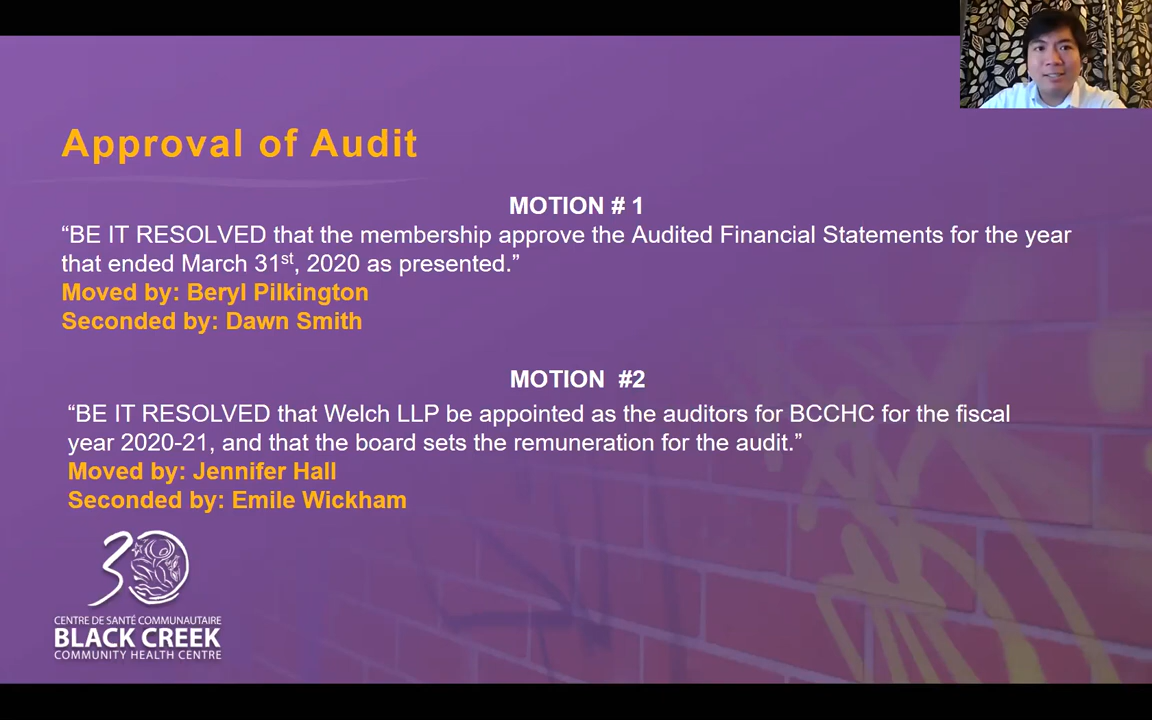 Approval of Audit
MOTION # 1
“BE IT RESOLVED that the membership approve the Audited Financial Statements for the year
that ended March 31st, 2020 as presented.”
Moved by: Beryl Pilkington
Seconded by: Dawn Smith
MOTION #2
“BE IT RESOLVED that Welch LLP be appointed as the auditors for BCCHC for the fiscal
year 2020-21, and that the board sets the remuneration for the audit.”
Moved by: Jennifer Hall
Seconded by: Emile Wickham
30
CENTRE DE SANTÉ COMMUNAUTAIRE
BLACK CREEK
COMMUNITY HEALTH CENTRE